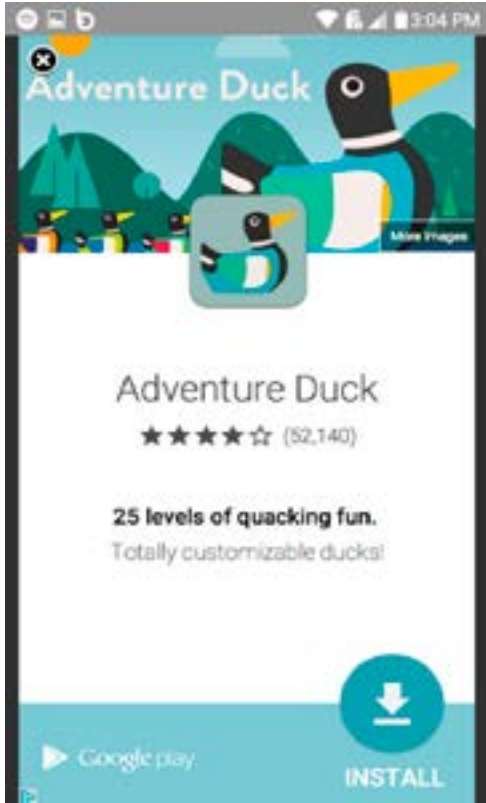 3:04 PM
Adventure Duck
More Images
Adventure Duck
(52,140)
25 levels of quacking fun.
Totally customizable ducks!
Google play
INSTALL